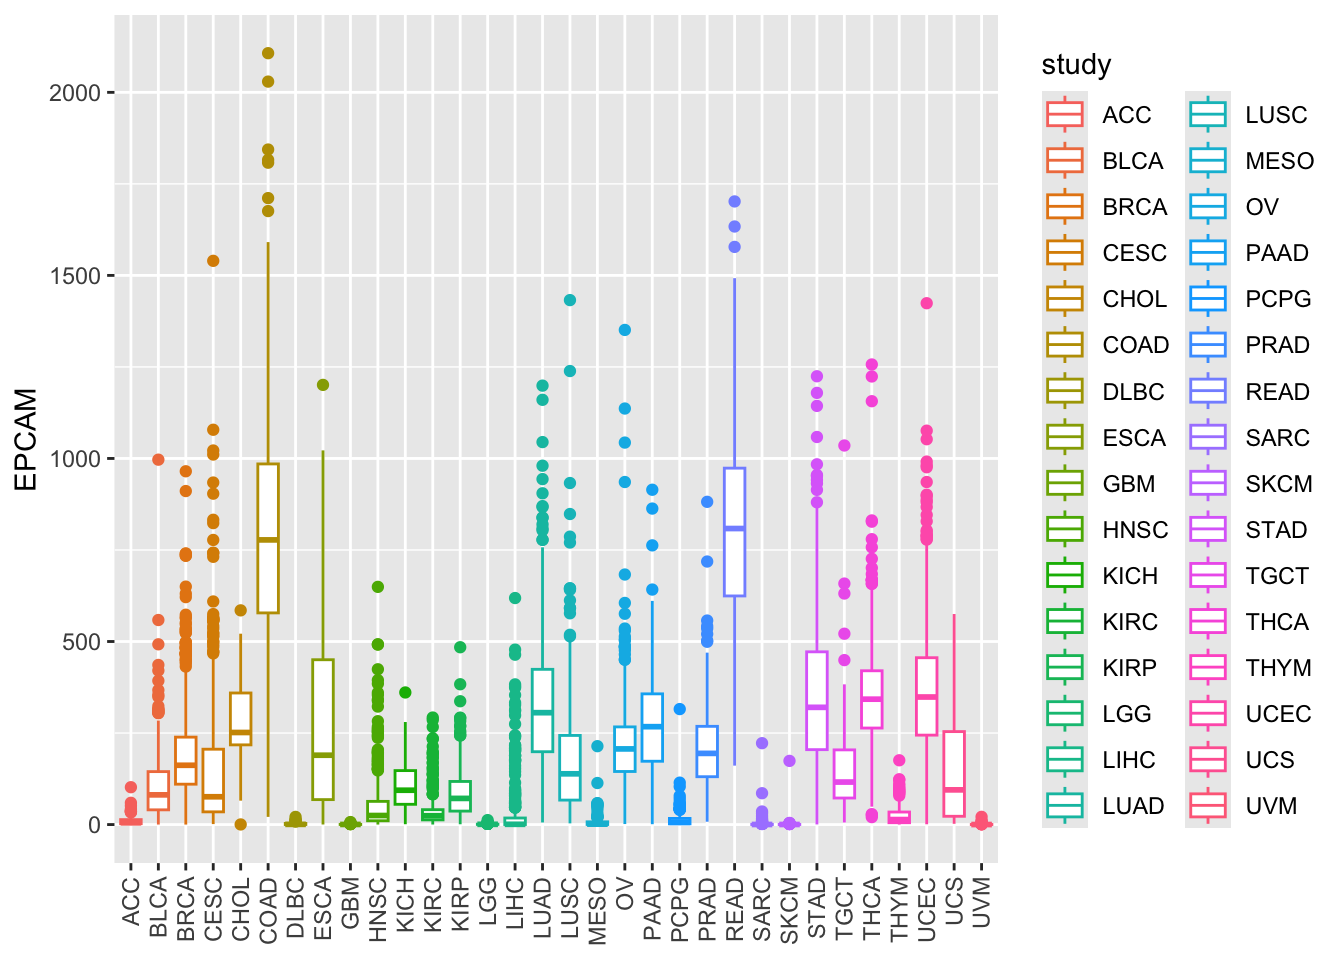 EPCAM
2000
1500
1000
500
0
ACC
BLCA
BRCA
CESC
CHOL
COAD
DLBC
ESCA
GBM
HNSC
KICH
KIRC
KIRP
LGG
LIHC
LUAD
LUSC
MESO
OV
PAAD
PCPG
PRAD
READ
SARC
SKCM
STAD
TGCT
THCA
THYM
UCEC
UCS
UVM
study
ACC
BLCA
BRCA
CESC
CHOL
COAD
DLBC
ESCA
GBM
HNSC
KICH
KIRC
KIRP
LGG
LIHC
LUAD
LUSC
MESO
OV
PAAD
PCPG
PRAD
READ
SARC
SKCM
STAD
TGCT
THCA
THYM
UCEC
UCS
UVM